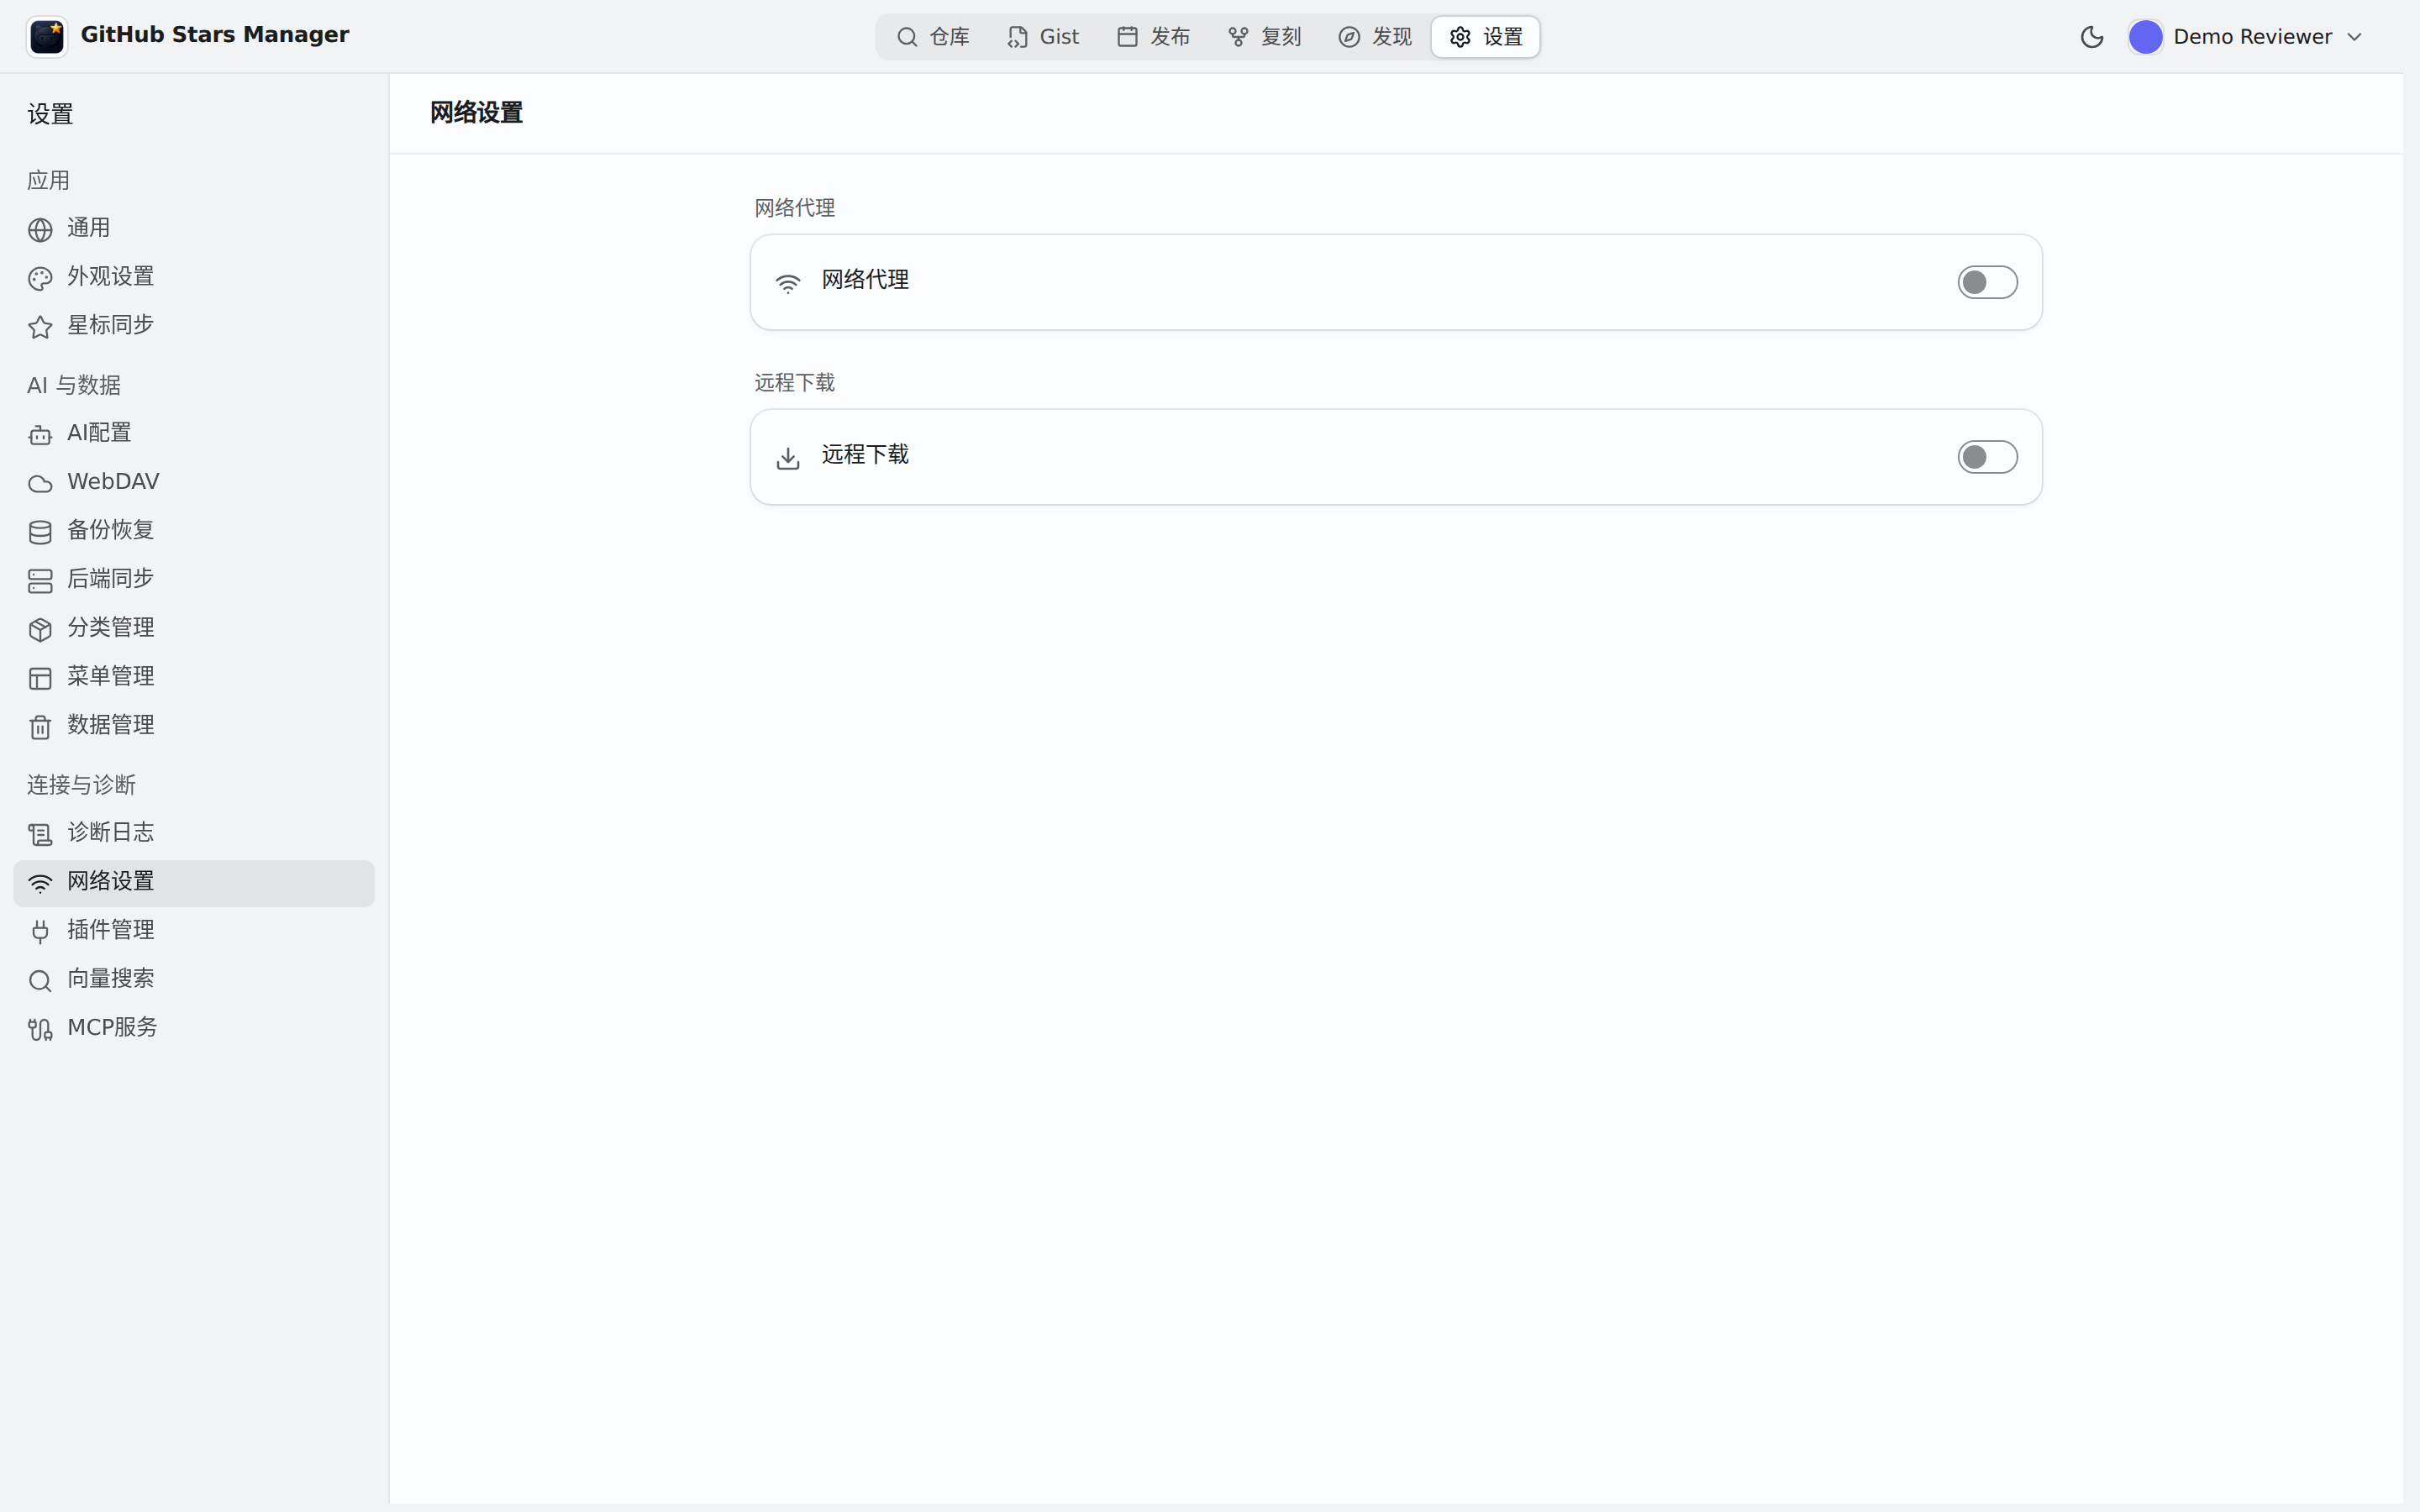 GitHub Stars Manager
仓库
Gist
发布
复刻
发现
设置
Demo Reviewer
设置
应用
通用
外观设置
星标同步
AI 与数据
AI配置
WebDAV
备份恢复
后端同步
分类管理
菜单管理
数据管理
连接与诊断
诊断日志
网络设置
插件管理
向量搜索
MCP服务
网络设置
网络代理
网络代理
远程下载
远程下载